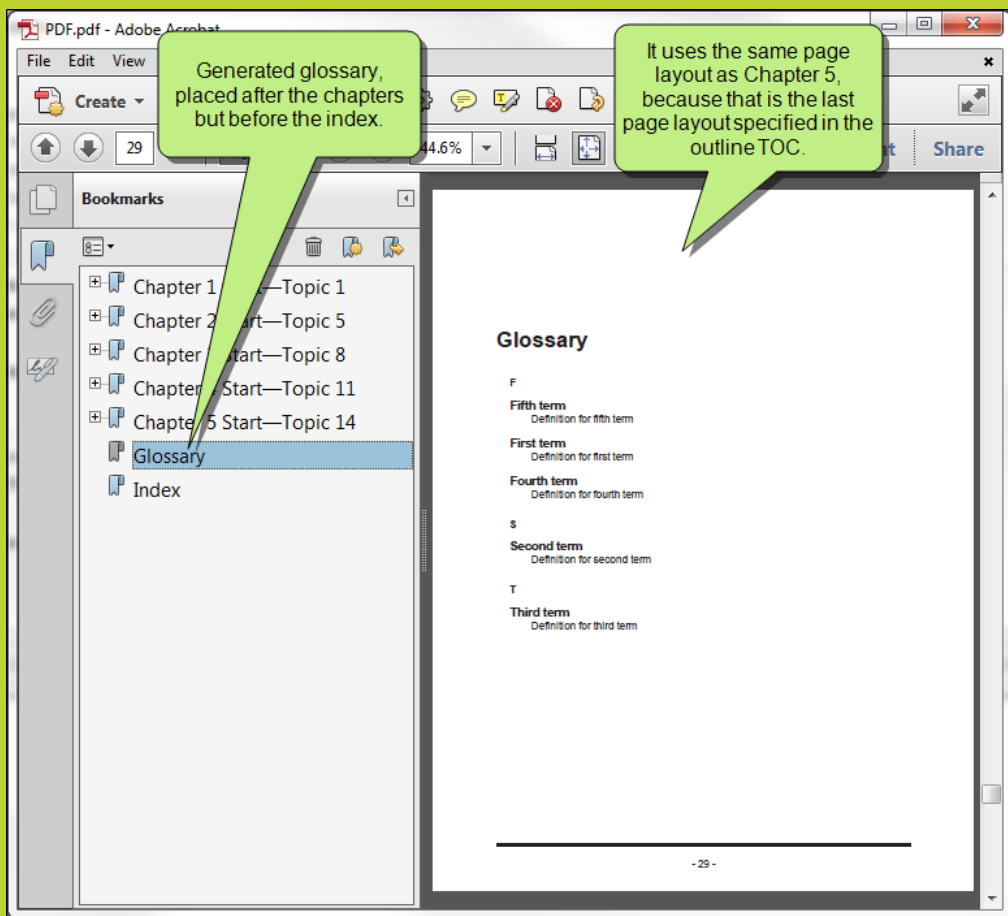 PDF.pdf - Adobe Acrobat
File Edit View
Create
29
44.6%
Share
Generated glossary,
placed after the chapters
but before the index.
It uses the same page
layout as Chapter 5,
because that is the last
page layout specified in the
outline TOC.
Bookmarks
Chapter 1 Start—Topic 1
Chapter 2 Start—Topic 5
Chapter Start—Topic 8
Chapter Start—Topic 11
Chapter 5 Start—Topic 14
Glossary
Index
Glossary
F
Fifth term
Definition for fifth term
First term
Definition for first term
Fourth term
Definition for fourth term
S
Second term
Definition for second term
T
Third term
Definition for third term
- 29 -